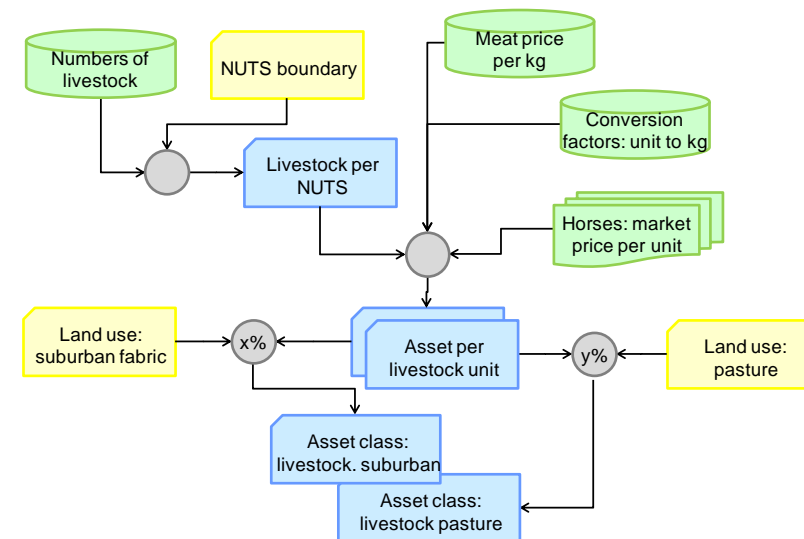 Numbers of
livestock
NUTS boundary
Meat price
per kg
Conversion
factors: unit to kg
Livestock per
NUTS
Horses: market
price per unit
Land use:
suburban fabric
x%
Asset per
livestock unit
y%
Land use:
pasture
Asset class:
livestock. suburban
Asset class:
livestock pasture